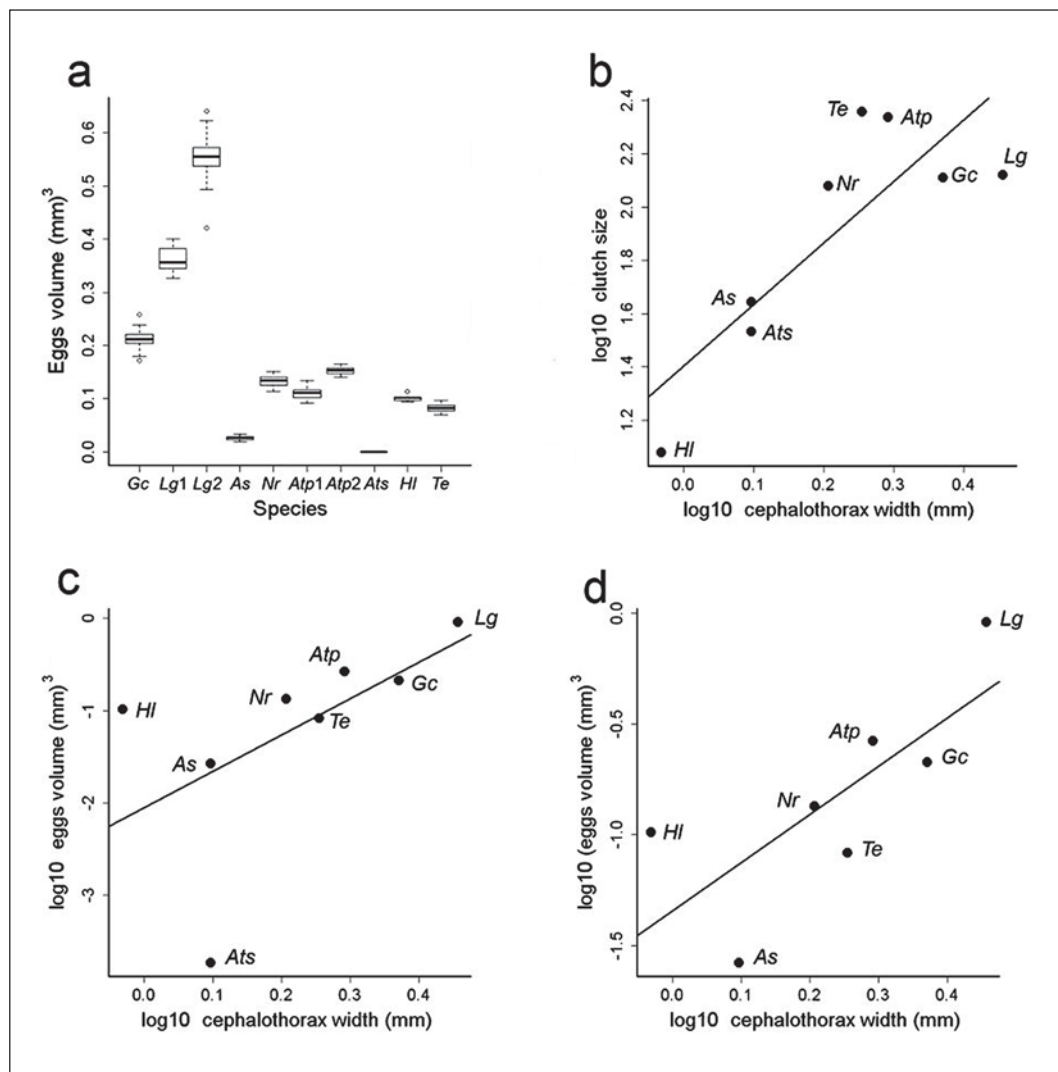 a
Eggs volume (mm)³
0.6
0.5
0.4
0.3
0.2
0.1
0.0
Gc Lg1 Lg2 As Nr Atp1 Atp2 Ats Hl Te
Species
b
log10 clutch size
2.4
2.2
2.0
1.8
1.6
1.4
1.2
Te
Atp
Lg
Gc
Nr
As
Ats
Hl
0.0 0.1 0.2 0.3 0.4
log10 cephalothorax width (mm)
c
log10 eggs volume (mm)³
0
-1
-2
-3
Lg
Atp
Gc
Nr
Te
Hl
As
Ats
0.0 0.1 0.2 0.3 0.4
log10 cephalothorax width (mm)
d
log10 (eggs volume (mm)³
0.0
-0.5
-1.0
-1.5
Lg
Atp
Gc
Nr
Te
Hl
As
0.0 0.1 0.2 0.3 0.4
log10 cephalothorax width (mm)